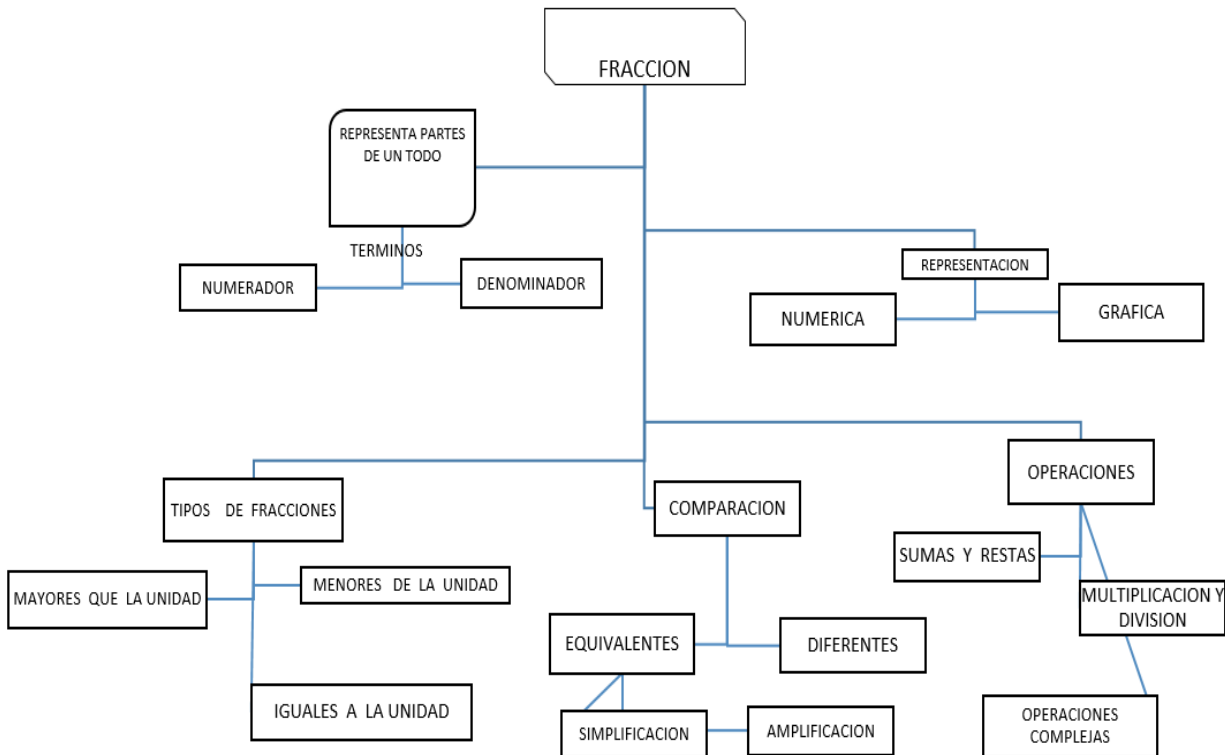 FRACCION
REPRESENTA PARTES
DE UN TODO
TERMINOS
NUMERADOR
DENOMINADOR
REPRESENTACION
NUMERICA
GRAFICA
TIPOS DE FRACCIONES
MAYORES QUE LA UNIDAD
MENORES DE LA UNIDAD
IGUALES A LA UNIDAD
COMPARACION
EQUIVALENTES
DIFERENTES
SIMPLIFICACION
AMPLIFICACION
OPERACIONES
SUMAS Y RESTAS
MULTIPLICACION Y
DIVISION
OPERACIONES
COMPLEJAS